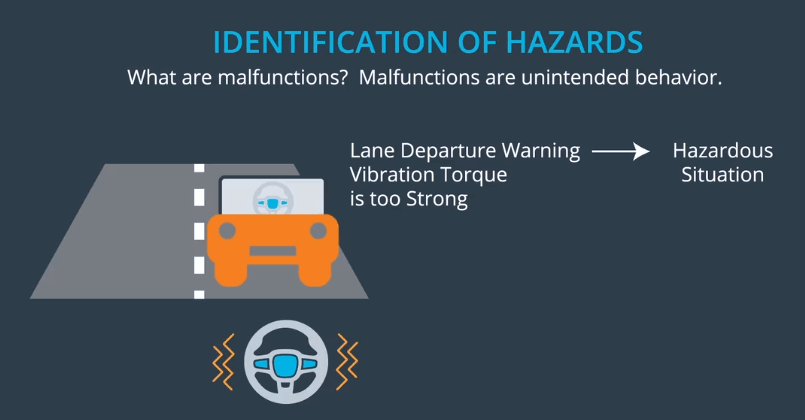 IDENTIFICATION OF HAZARDS
What are malfunctions? Malfunctions are unintended behavior.
Lane Departure Warning
Vibration Torque
is too Strong
Hazardous
Situation